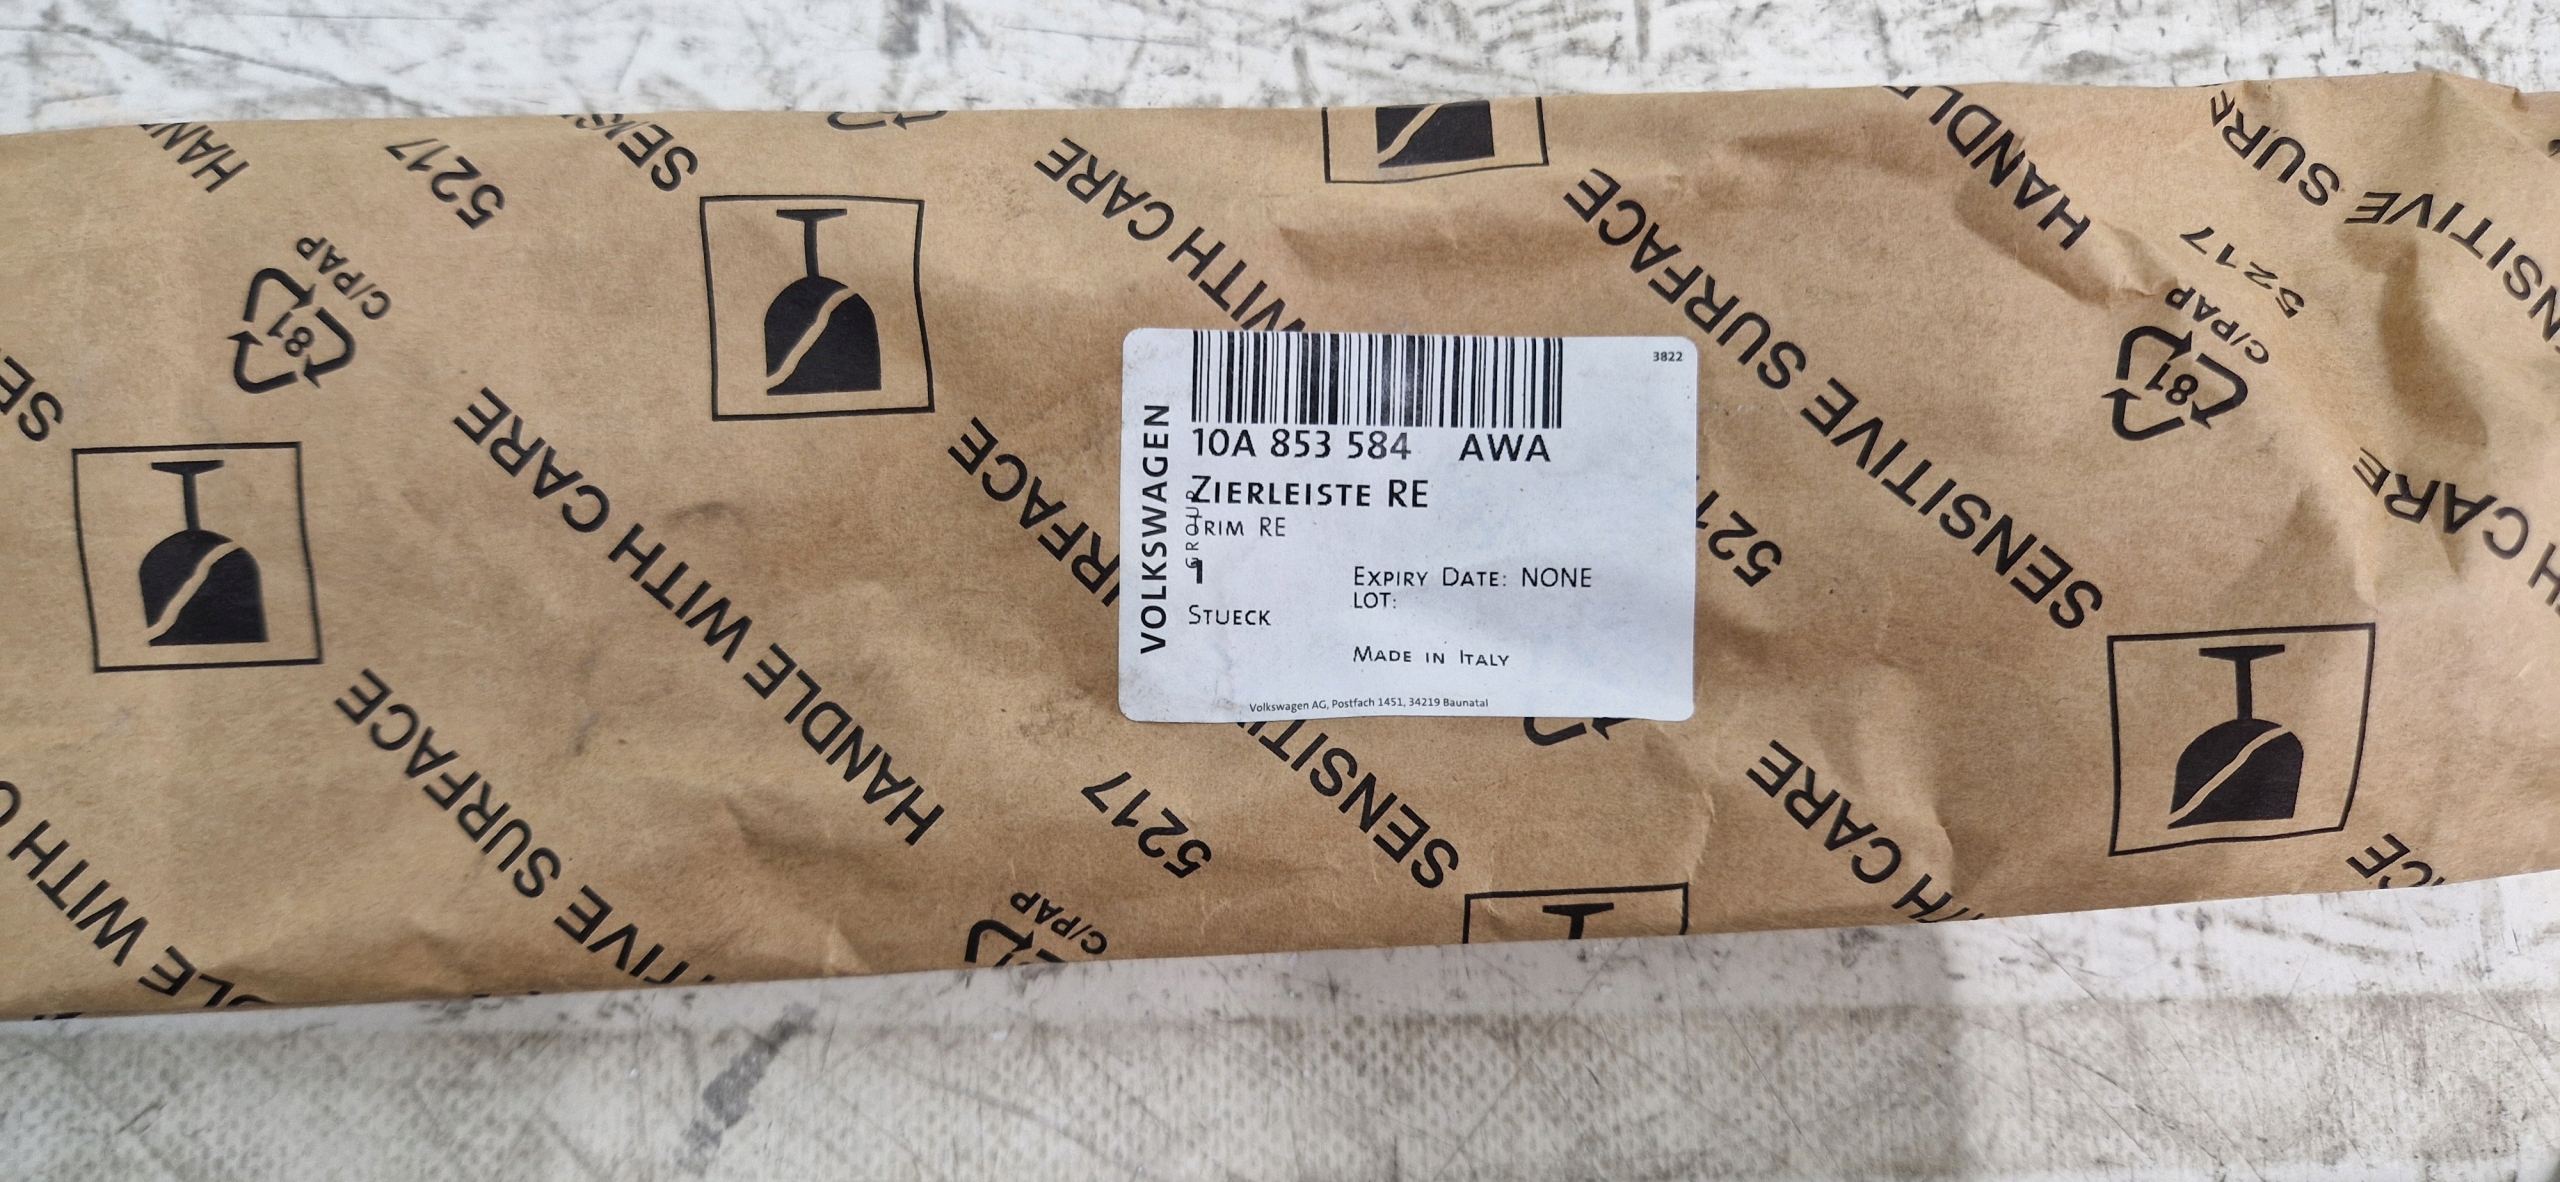 HANDLE WITH CARE
SENSITIVE SURFACE
5217
81
C/PAP
HANDLE WITH CARE
SENSITIVE SURFACE
5217
81
C/PAP
VOLKSWAGEN
GROUP
3822
10A 853 584 AWA
ZIERLEISTE RE
TRIM RE
1
STUECK
EXPIRY DATE: NONE
LOT:
MADE IN ITALY
Volkswagen AG, Postfach 1451, 34219 Baunatal